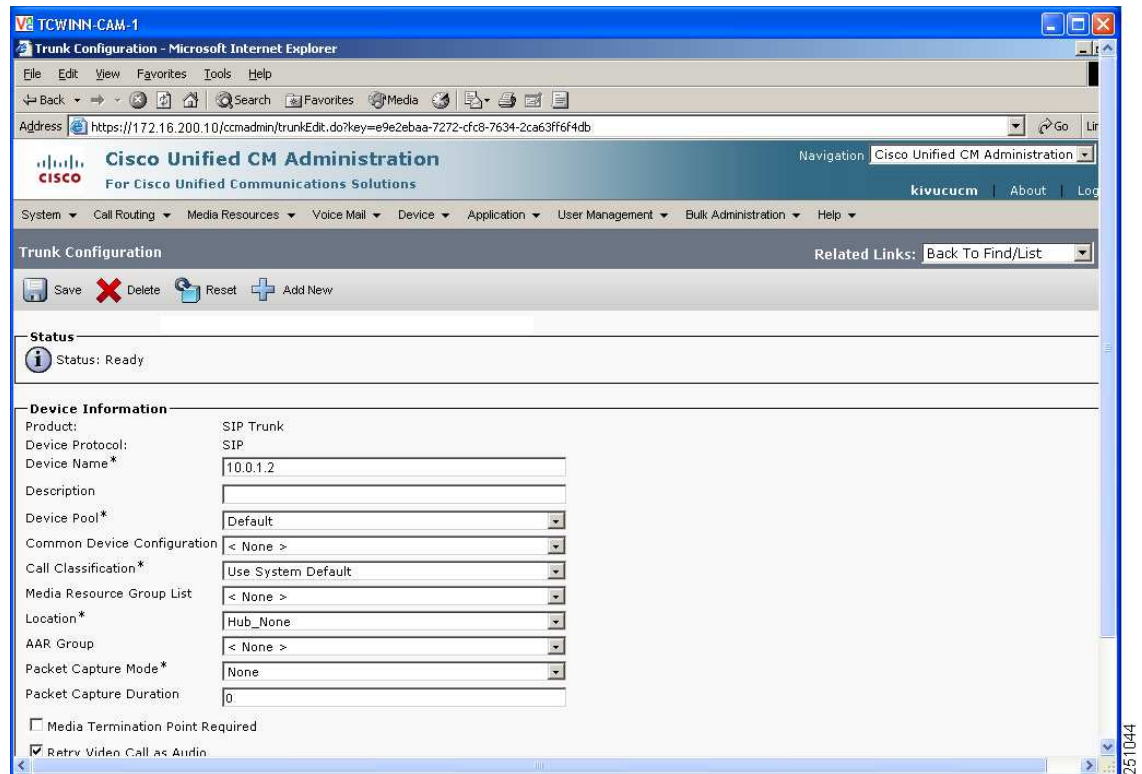 TCWINN-CAM-1
Trunk Configuration - Microsoft Internet Explorer
File Edit View Favorites Tools Help
Back Search Favorites Media
Address https://172.16.200.10/ccmadmin/trunkEdit.do?key=e9e2ebaa-7272-cfc8-7634-2ca63ff6f4db Go Lin
cisco Cisco Unified CM Administration Navigation Cisco Unified CM Administration
For Cisco Unified Communications Solutions kivucucm | About | Log
System Call Routing Media Resources Voice Mail Device Application User Management Bulk Administration Help
Trunk Configuration Related Links: Back To Find/List
Save Delete Reset Add New
Status
Status: Ready
Device Information
Product: SIP Trunk
Device Protocol: SIP
Device Name* 10.0.1.2
Description
Device Pool* Default
Common Device Configuration < None >
Call Classification* Use System Default
Media Resource Group List < None >
Location* Hub_None
AAR Group < None >
Packet Capture Mode* None
Packet Capture Duration 0
Media Termination Point Required
Retry Video Call as Audio
251044